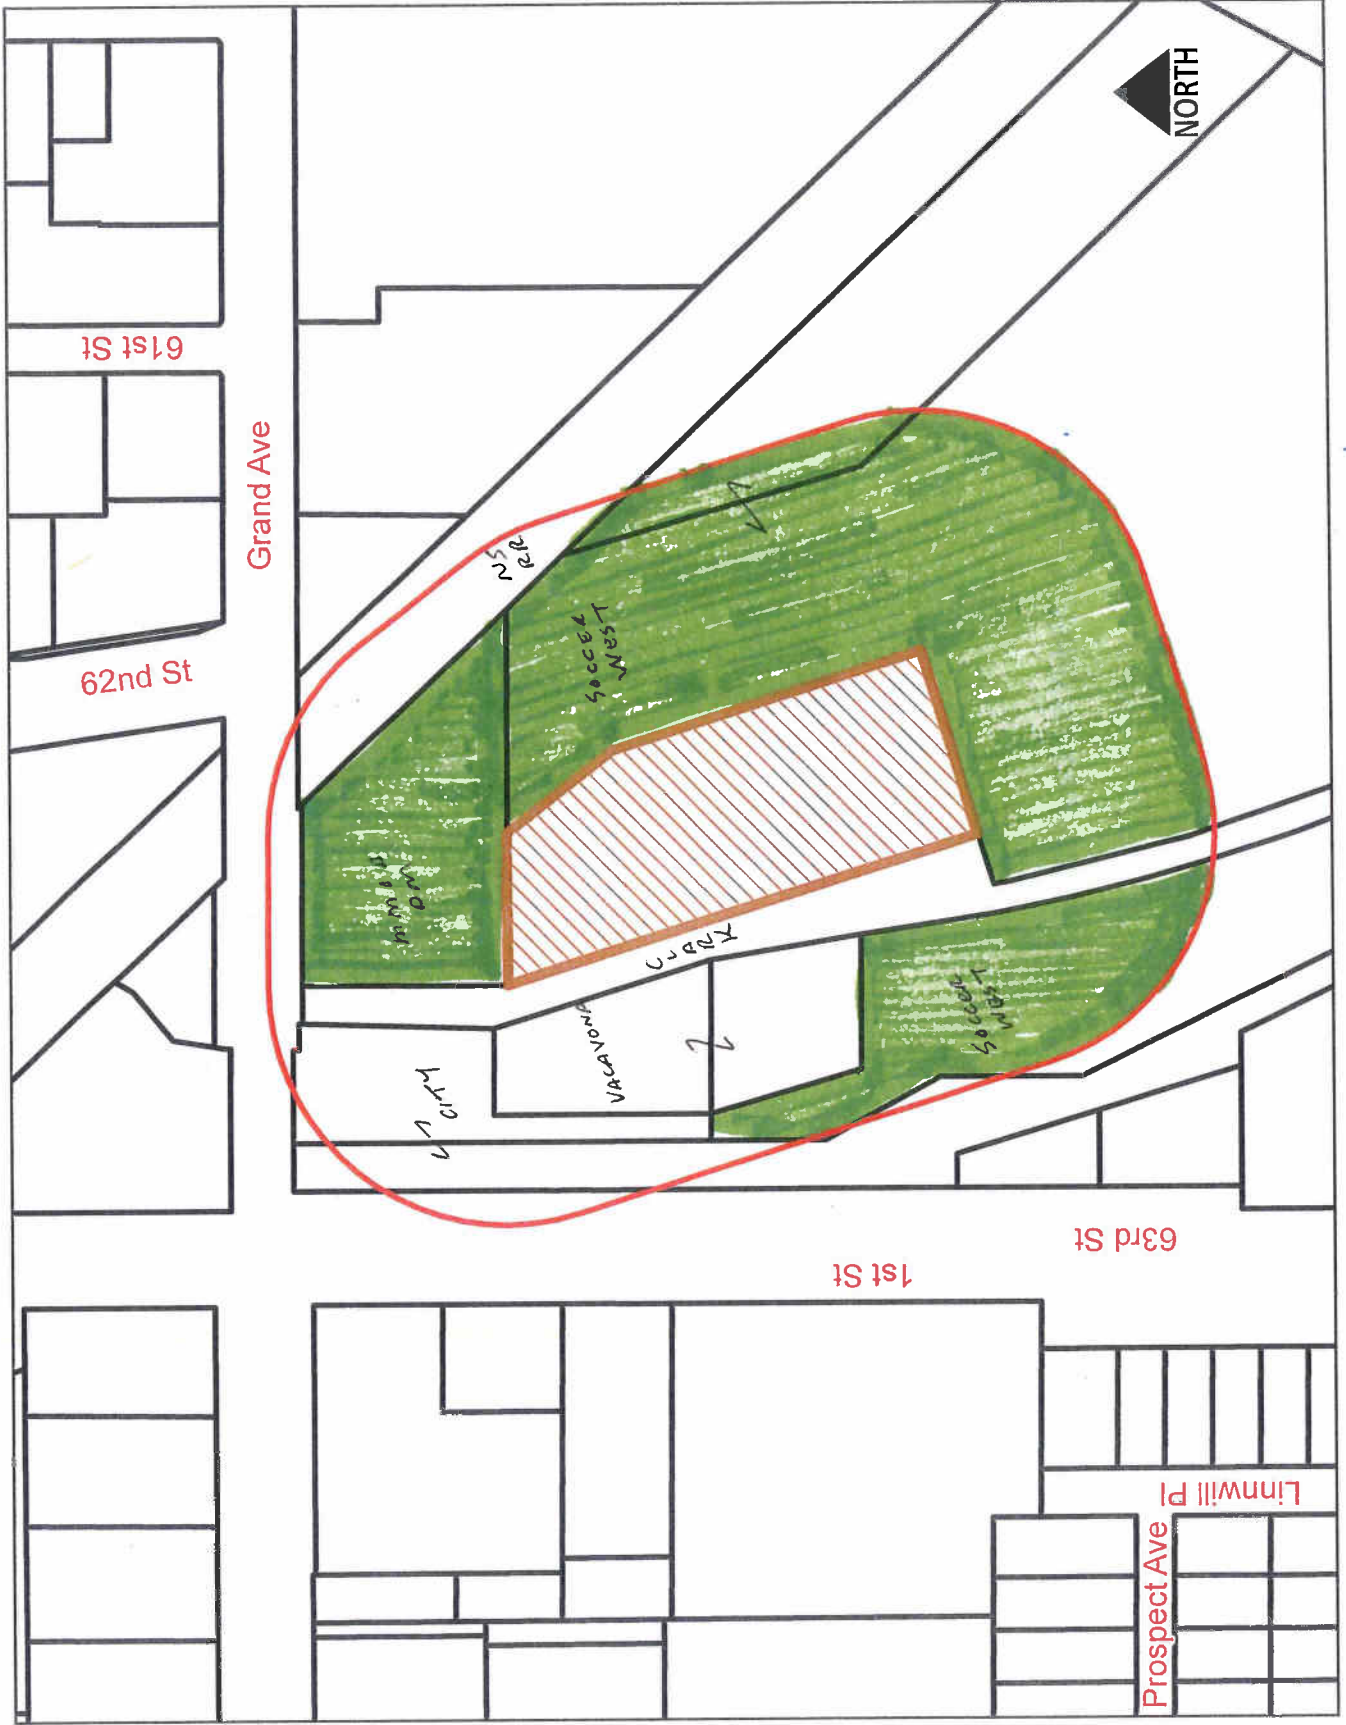 NORTH
61st St
Grand Ave
62nd St
NS
RR
SOCCER
WEST
CLARK
VACAVONA
CITY
SOCCER
WEST
63rd St
1st St
Linnwill Pl
Prospect Ave